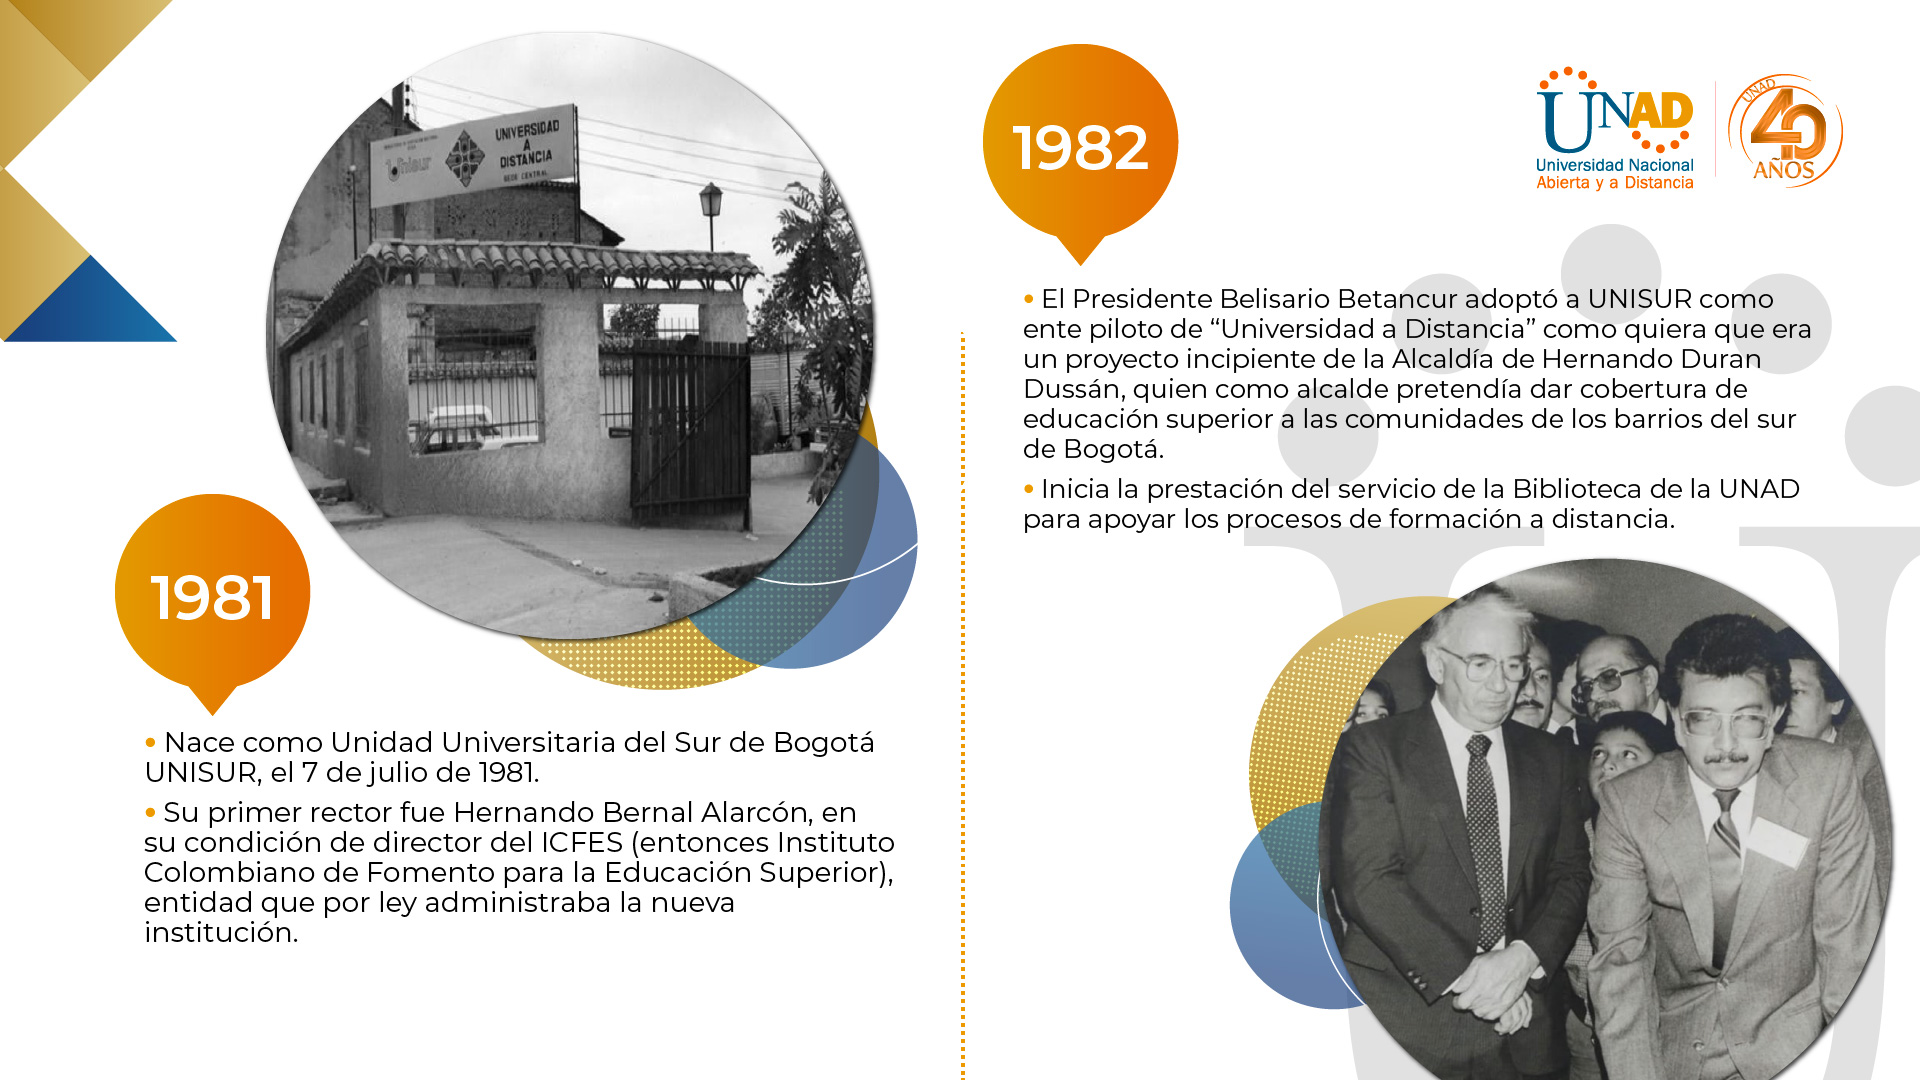 UNIVERSIDAD
A
DISTANCIA
SEDE CENTRAL
Unisur
1981
• Nace como Unidad Universitaria del Sur de Bogotá
UNISUR, el 7 de julio de 1981.
• Su primer rector fue Hernando Bernal Alarcón, en
su condición de director del ICFES (entonces Instituto
Colombiano de Fomento para la Educación Superior),
entidad que por ley administraba la nueva
institución.
1982
UNAD
Universidad Nacional
Abierta y a Distancia
UNAD
40
AÑOS
• El Presidente Belisario Betancur adoptó a UNISUR como
ente piloto de “Universidad a Distancia” como quiera que era
un proyecto incipiente de la Alcaldía de Hernando Duran
Dussán, quien como alcalde pretendía dar cobertura de
educación superior a las comunidades de los barrios del sur
de Bogotá.
• Inicia la prestación del servicio de la Biblioteca de la UNAD
para apoyar los procesos de formación a distancia.